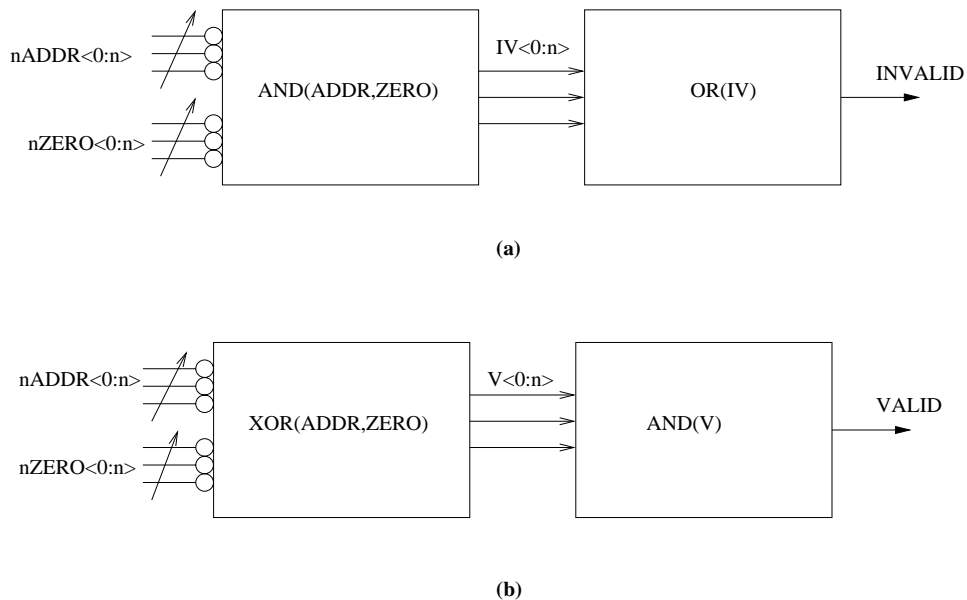 nADDR<0:n>
nZERO<0:n>
AND(ADDR,ZERO)
IV<0:n>
OR(IV)
INVALID
(a)
nADDR<0:n>
nZERO<0:n>
XOR(ADDR,ZERO)
V<0:n>
AND(V)
VALID
(b)